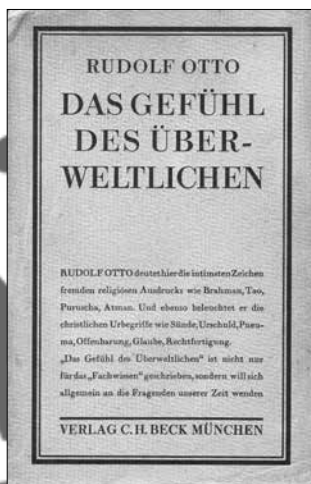 RUDOLF OTTO
DAS GEFÜHL
DES ÜBER-
WELTLICHEN
RUDOLF OTTO deutet hier die intimsten Zeichen
fremden religiösen Ausdrucks wie Brahman, Tao,
Puruscha, Atman. Und ebenso beleuchtet er die
christlichen Urbegriffe wie Sünde, Urschuld, Pneu-
ma, Offenbarung, Glaube, Rechtfertigung.
„Das Gefühl des Überweltlichen“ ist nicht nur
für das „Fachwissen“ geschrieben, sondern will sich
allgemein an die Fragenden unserer Zeit wenden
VERLAG C. H. BECK MÜNCHEN